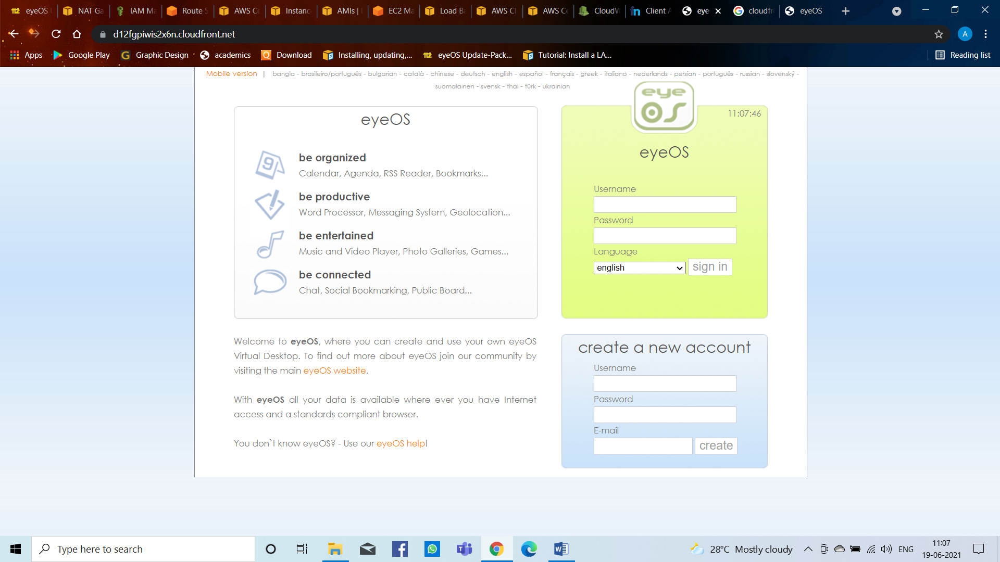 eyeOS
NAT Ga
IAM Ma
Route 5
AWS Ce
Instanc
AMIs |
EC2 Ma
Load B
AWS Cl
AWS Ce
CloudW
Client A
eye
cloudfr
eyeOS
d12fgpiwis2x6n.cloudfront.net
A
Apps Google Play Graphic Design academics Download Installing, updating,... eyeOS Update-Pack... Tutorial: Install a LA... Reading list
Mobile version | bangla - brasileiro/português - bulgarian - català - chinese - deutsch - english - español - français - greek - italiano - nederlands - persian - português - russian - slovenský -
suomalainen - svensk - thai - türk - ukrainian
eyeOS
be organized
Calendar, Agenda, RSS Reader, Bookmarks...
be productive
Word Processor, Messaging System, Geolocation...
be entertained
Music and Video Player, Photo Galleries, Games...
be connected
Chat, Social Bookmarking, Public Board...
eye
OS
11:07:46
eyeOS
Username
Password
Language
english
sign in
Welcome to eyeOS, where you can create and use your own eyeOS
Virtual Desktop. To find out more about eyeOS join our community by
visiting the main eyeOS website.
With eyeOS all your data is available where ever you have Internet
access and a standards compliant browser.
You don`t know eyeOS? - Use our eyeOS help!
create a new account
Username
Password
E-mail
create
Type here to search
28°C Mostly cloudy
ENG
11:07
19-06-2021